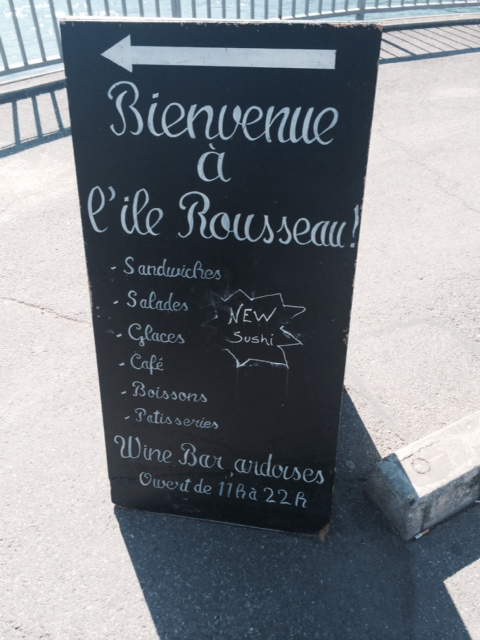 Bienvenue
à
l'ile Rousseau!
- Sandwiches
- Salades
- Glaces
- Café
- Boissons
- Patisseries
NEW
Sushi
Wine Bar, ardoises
Ouvert de 11h à 22h